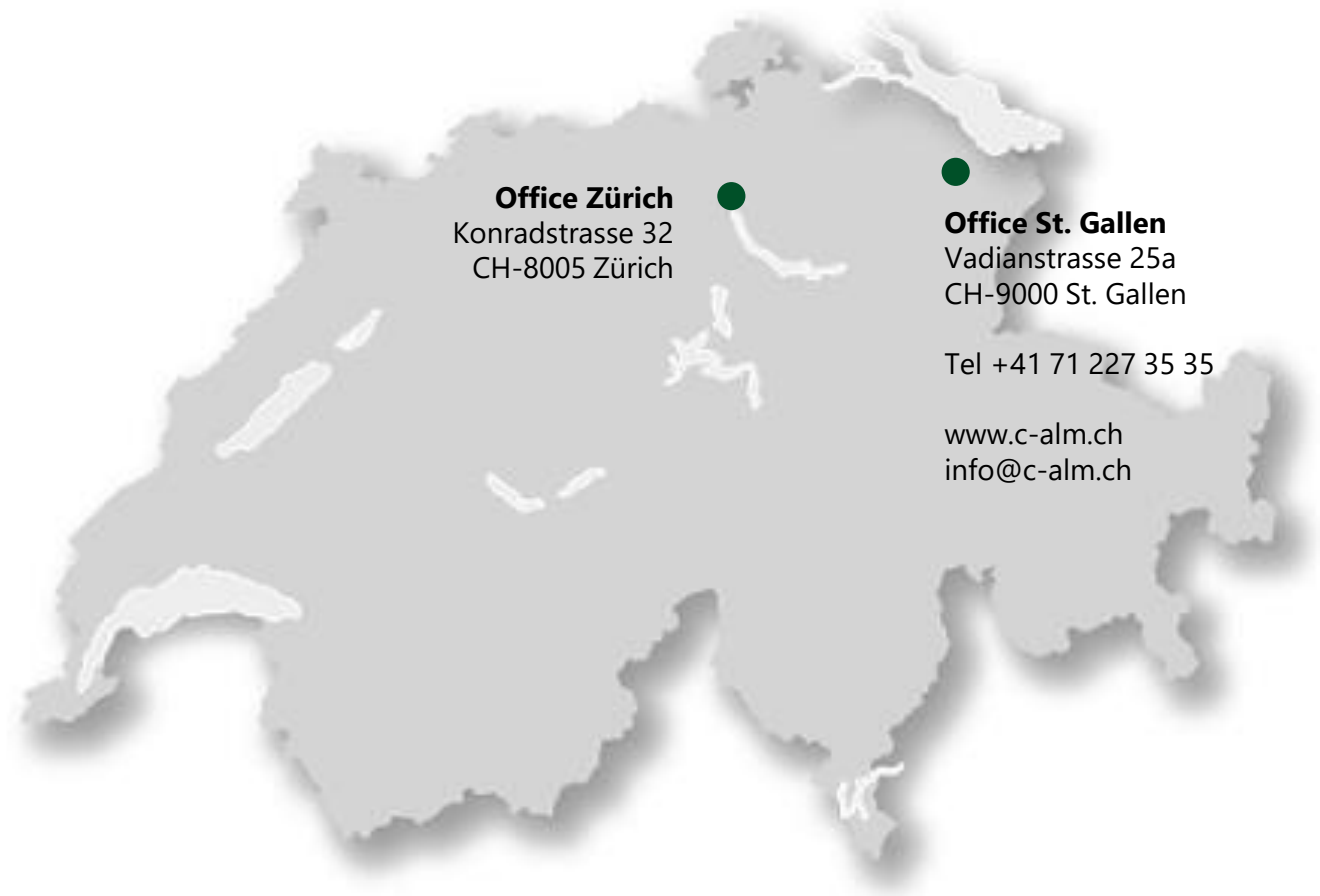 Office Zürich
Konradstrasse 32
CH-8005 Zürich
Office St. Gallen
Vadianstrasse 25a
CH-9000 St. Gallen
Tel +41 71 227 35 35
www.c-alm.ch
info@c-alm.ch